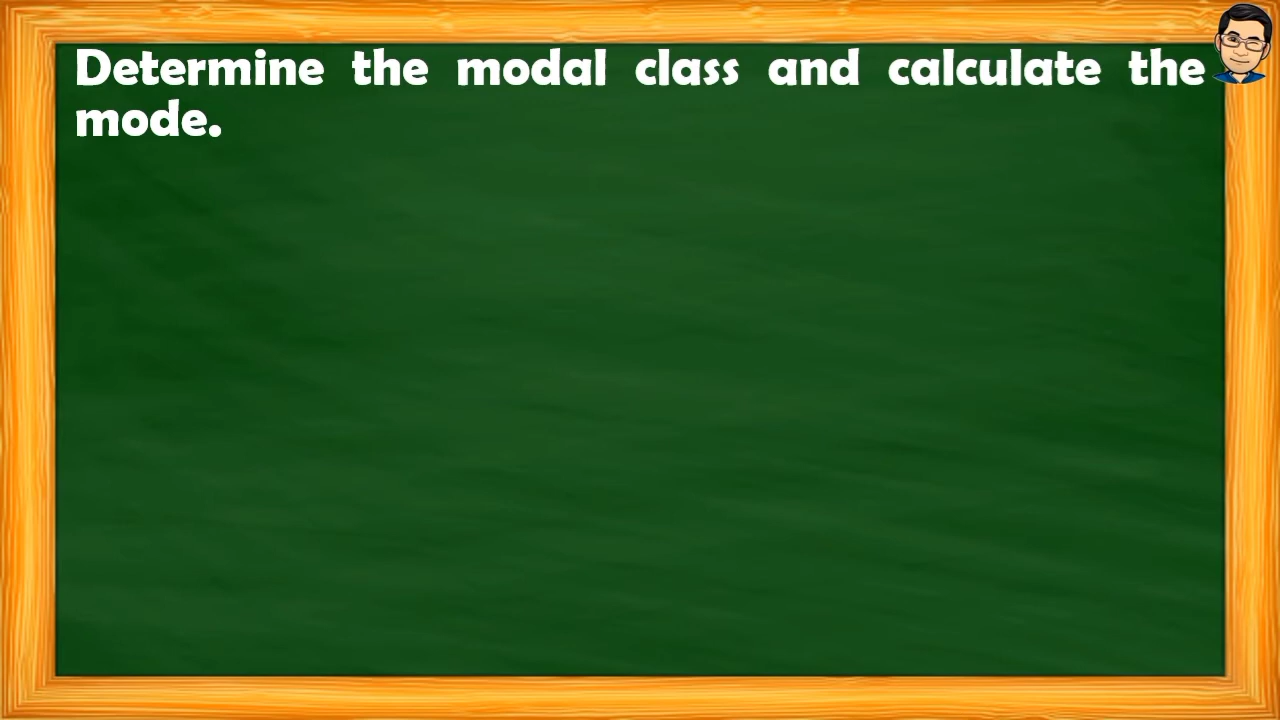 Determine the modal class and calculate the
mode.